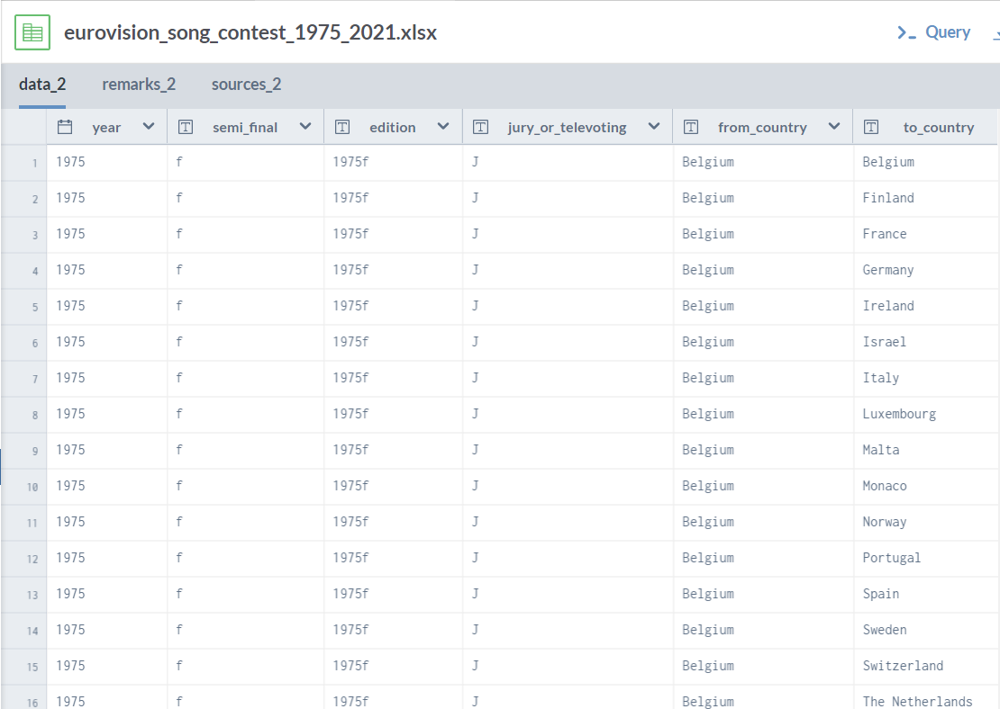 eurovision_song_contest_1975_2021.xlsx Query
data_2 remarks_2 sources_2
year semi_final edition jury_or_televoting from_country to_country
1 1975 f 1975f J Belgium Belgium
2 1975 f 1975f J Belgium Finland
3 1975 f 1975f J Belgium France
4 1975 f 1975f J Belgium Germany
5 1975 f 1975f J Belgium Ireland
6 1975 f 1975f J Belgium Israel
7 1975 f 1975f J Belgium Italy
8 1975 f 1975f J Belgium Luxembourg
9 1975 f 1975f J Belgium Malta
10 1975 f 1975f J Belgium Monaco
11 1975 f 1975f J Belgium Norway
12 1975 f 1975f J Belgium Portugal
13 1975 f 1975f J Belgium Spain
14 1975 f 1975f J Belgium Sweden
15 1975 f 1975f J Belgium Switzerland
16 1975 f 1975f J Belgium The Netherlands